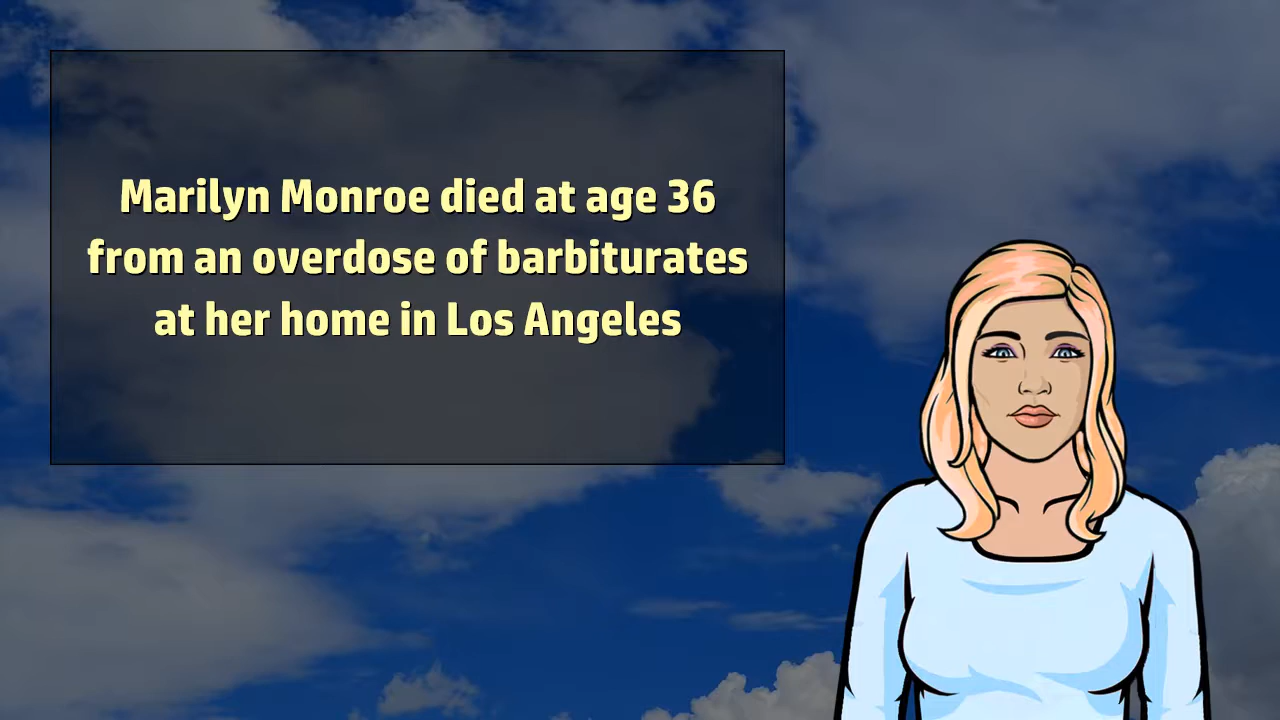 Marilyn Monroe died at age 36
from an overdose of barbiturates
at her home in Los Angeles